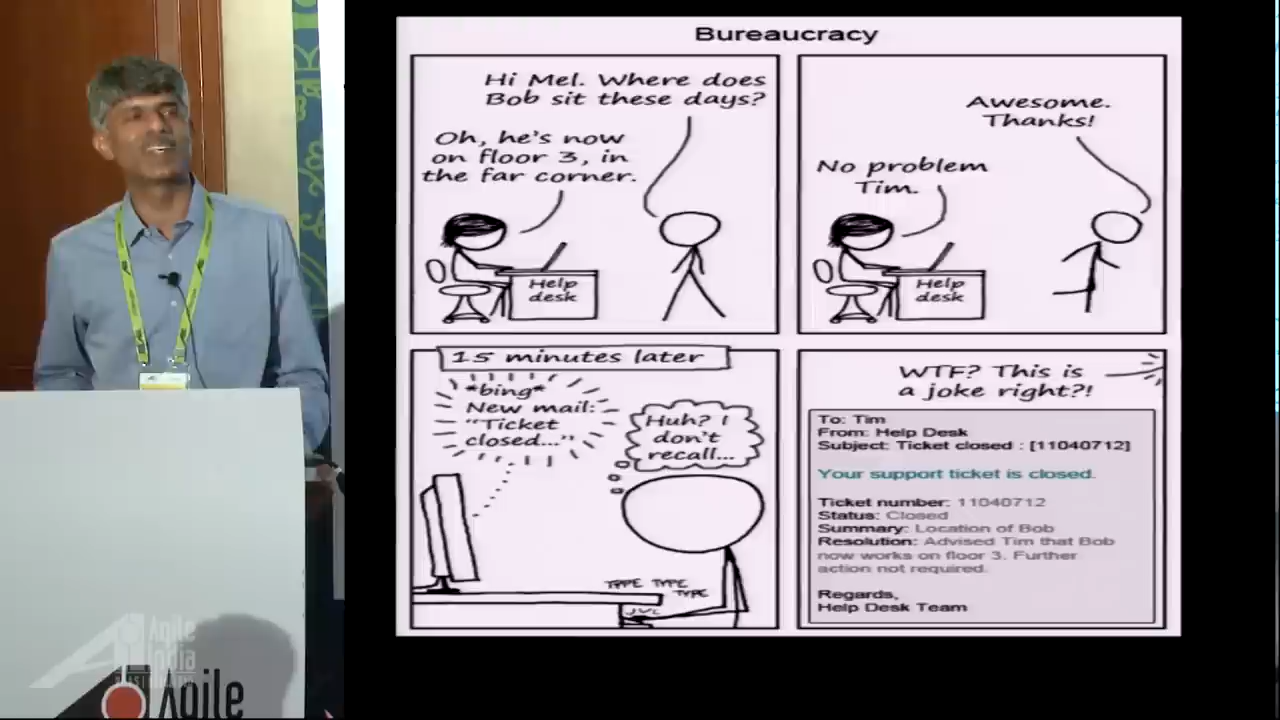 Bureaucracy
Hi Mel. Where does
Bob sit these days?
Oh, he's now
on floor 3, in
the far corner.
Help
desk
Awesome.
Thanks!
No problem
Tim.
Help
desk
15 minutes later
*bing*
New mail:
"Ticket
closed..."
Huh? I
don't
recall...
TYPE TYPE
TYPE
WTF? This is
a joke right?!
To: Tim
From: Help Desk
Subject: Ticket closed : [11040712]
Your support ticket is closed.
Ticket number: 11040712
Status: Closed
Summary: Location of Bob
Resolution: Advised Tim that Bob
now works on floor 3. Further
action not required.
Regards,
Help Desk Team
Agile
India
Agile